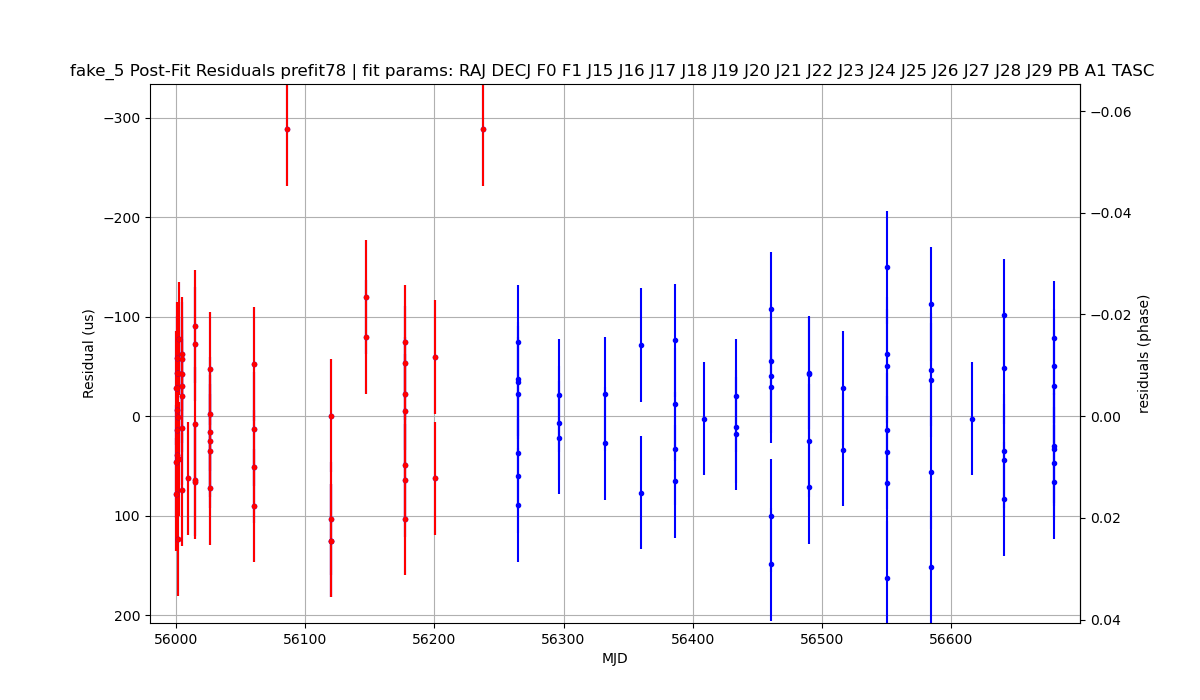 fake_5 Post-Fit Residuals prefit78 | fit params: RAJ DECJ F0 F1 J15 J16 J17 J18 J19 J20 J21 J22 J23 J24 J25 J26 J27 J28 J29 PB A1 TASC
−300
−200
−100
0
100
200
Residual (us)
−0.06
−0.04
−0.02
0.00
0.02
0.04
residuals (phase)
56000 56100 56200 56300 56400 56500 56600
MJD